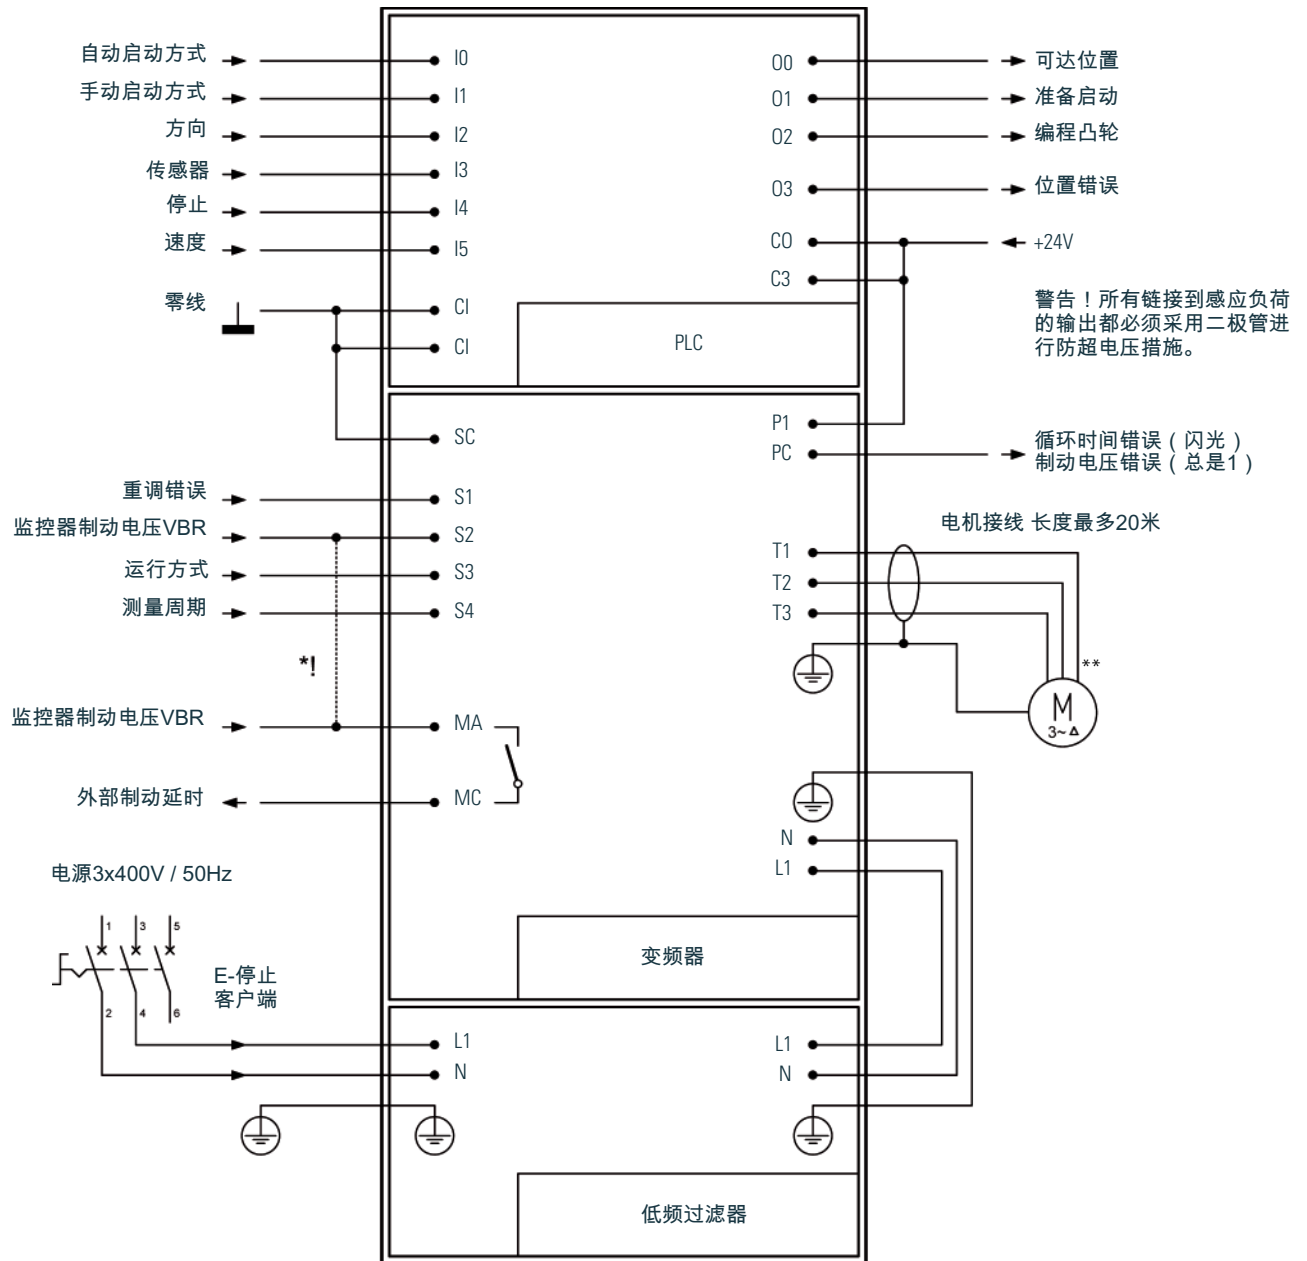 自动启动方式
I0
O0
可达位置
手动启动方式
I1
O1
准备启动
方向
I2
O2
编程凸轮
传感器
I3
O3
位置错误
停止
I4
速度
I5
CO
+24V
C3
零线
CI
CI
PLC
警告！所有链接到感应负荷
的输出都必须采用二极管进
行防超电压措施。
SC
P1
PC
循环时间错误（闪光）
制动电压错误（总是1）
重调错误
S1
监控器制动电压VBR
S2
运行方式
S3
测量周期
S4
电机接线 长度最多20米
T1
T2
T3
*!
**
M
3~ Δ
监控器制动电压VBR
MA
外部制动延时
MC
N
L1
电源3x400V / 50Hz
1
3
5
2
4
6
E-停止
客户端
变频器
L1
N
L1
N
低频过滤器